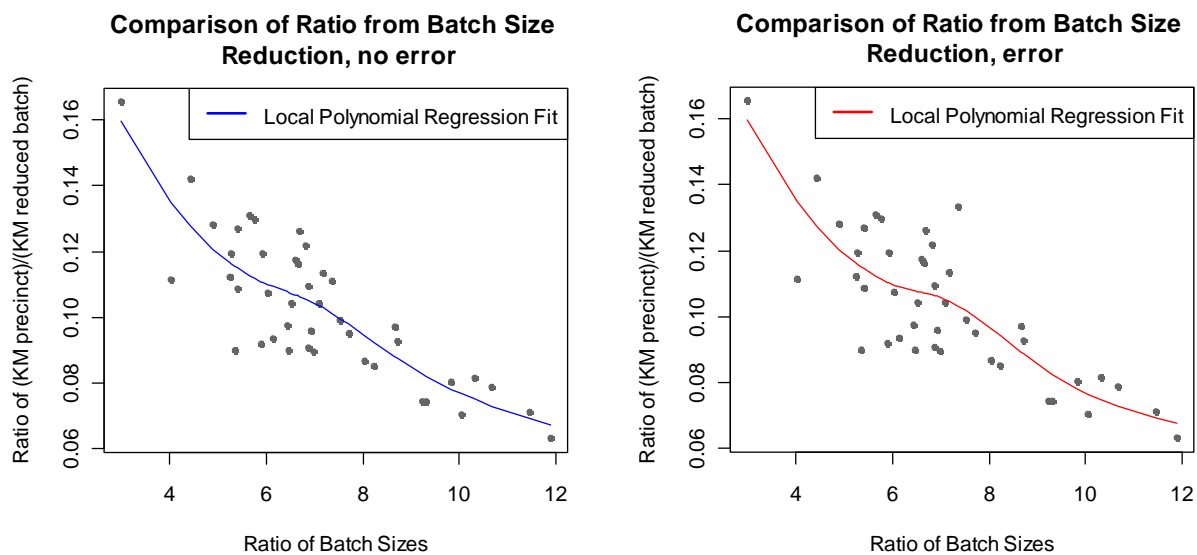 Comparison of Ratio from Batch Size
Reduction, no error
Ratio of (KM precinct)/(KM reduced batch)
0.16
0.14
0.12
0.10
0.08
0.06
Local Polynomial Regression Fit
4 6 8 10 12
Ratio of Batch Sizes
Comparison of Ratio from Batch Size
Reduction, error
Ratio of (KM precinct)/(KM reduced batch)
0.16
0.14
0.12
0.10
0.08
0.06
Local Polynomial Regression Fit
4 6 8 10 12
Ratio of Batch Sizes